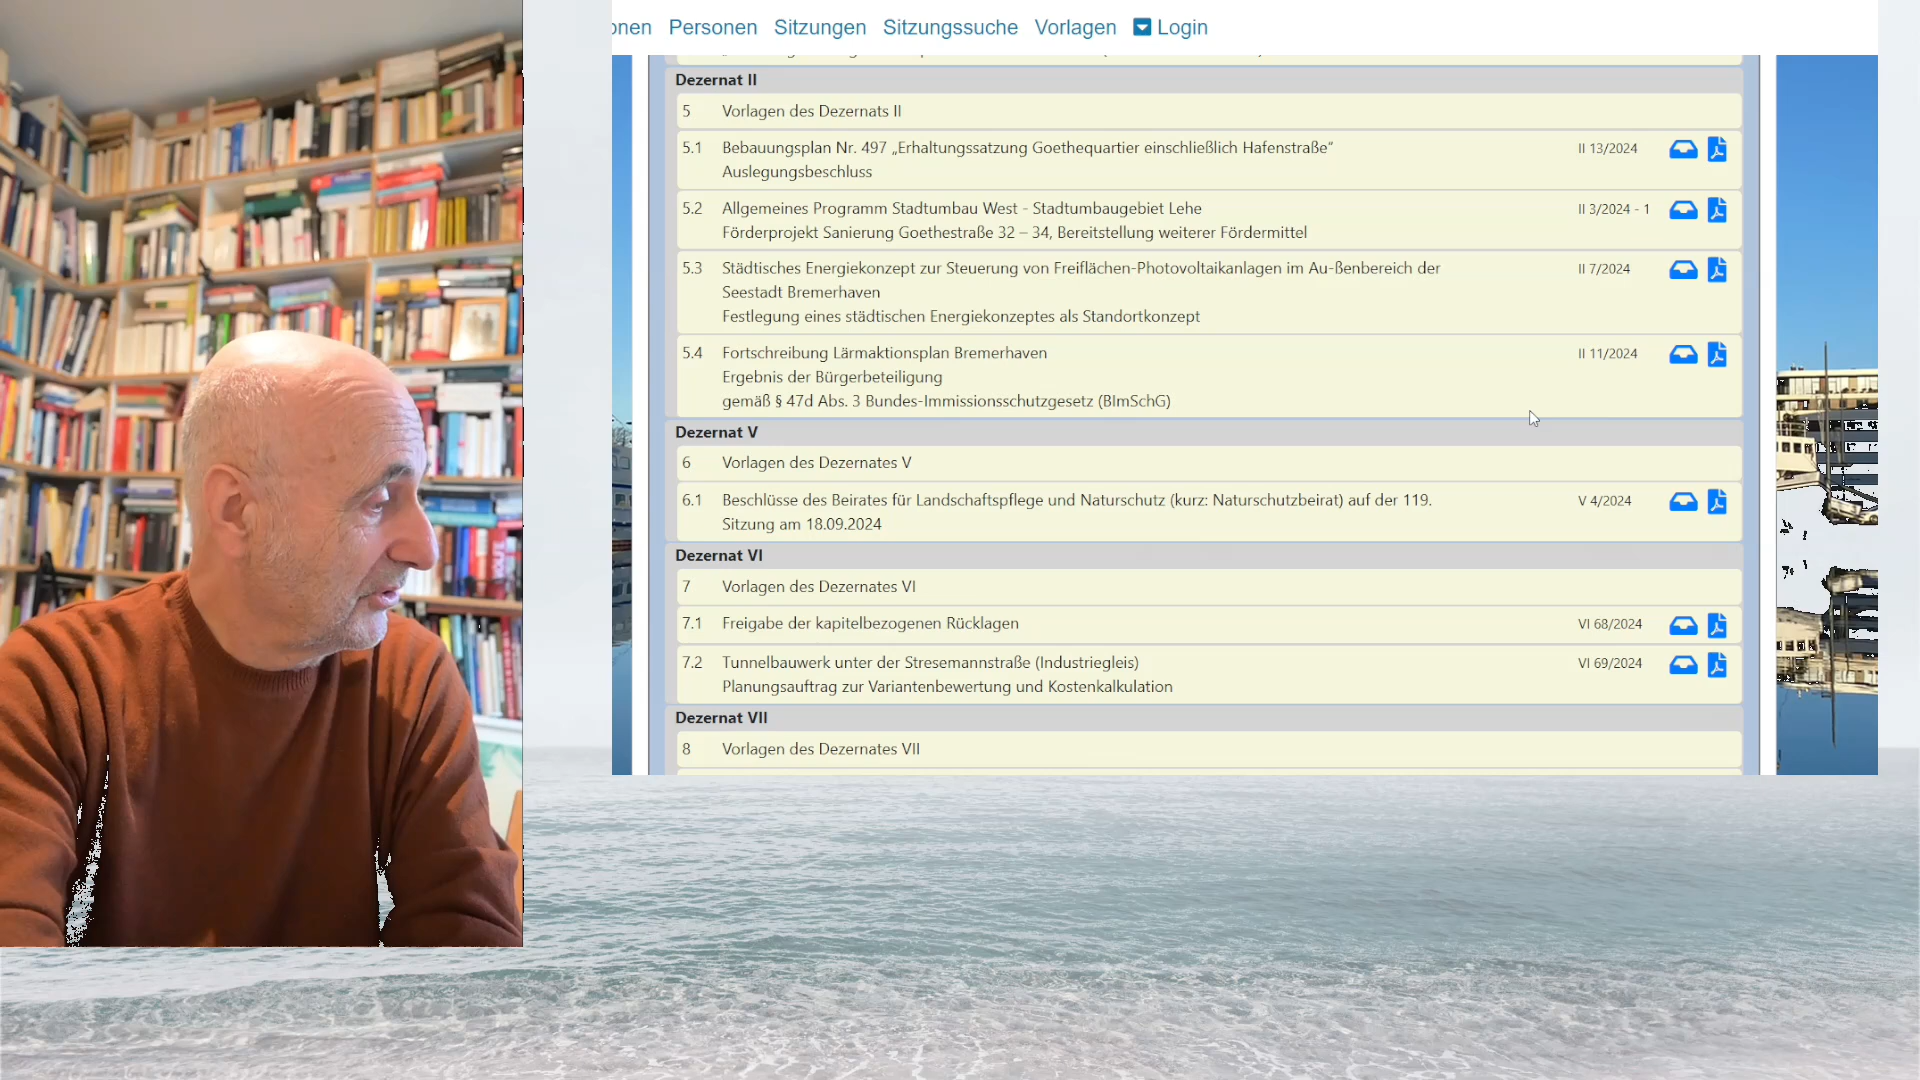 Personen Sitzungen Sitzungssuche Vorlagen Login
Dezernat II
5 Vorlagen des Dezernats II
5.1 Bebauungsplan Nr. 497 „Erhaltungssatzung Goethequartier einschließlich Hafenstraße“ II 13/2024
Auslegungsbeschluss
5.2 Allgemeines Programm Stadtumbau West - Stadtumbaugebiet Lehe II 3/2024 - 1
Förderprojekt Sanierung Goethestraße 32 – 34, Bereitstellung weiterer Fördermittel
5.3 Städtisches Energiekonzept zur Steuerung von Freiflächen-Photovoltaikanlagen im Au-ßenbereich der II 7/2024
Seestadt Bremerhaven
Festlegung eines städtischen Energiekonzeptes als Standortkonzept
5.4 Fortschreibung Lärmaktionsplan Bremerhaven II 11/2024
Ergebnis der Bürgerbeteiligung
gemäß § 47d Abs. 3 Bundes-Immissionsschutzgesetz (BImSchG)
Dezernat V
6 Vorlagen des Dezernates V
6.1 Beschlüsse des Beirates für Landschaftspflege und Naturschutz (kurz: Naturschutzbeirat) auf der 119. V 4/2024
Sitzung am 18.09.2024
Dezernat VI
7 Vorlagen des Dezernates VI
7.1 Freigabe der kapitelbezogenen Rücklagen VI 68/2024
7.2 Tunnelbauwerk unter der Stresemannstraße (Industriegleis) VI 69/2024
Planungsauftrag zur Variantenbewertung und Kostenkalkulation
Dezernat VII
8 Vorlagen des Dezernates VII